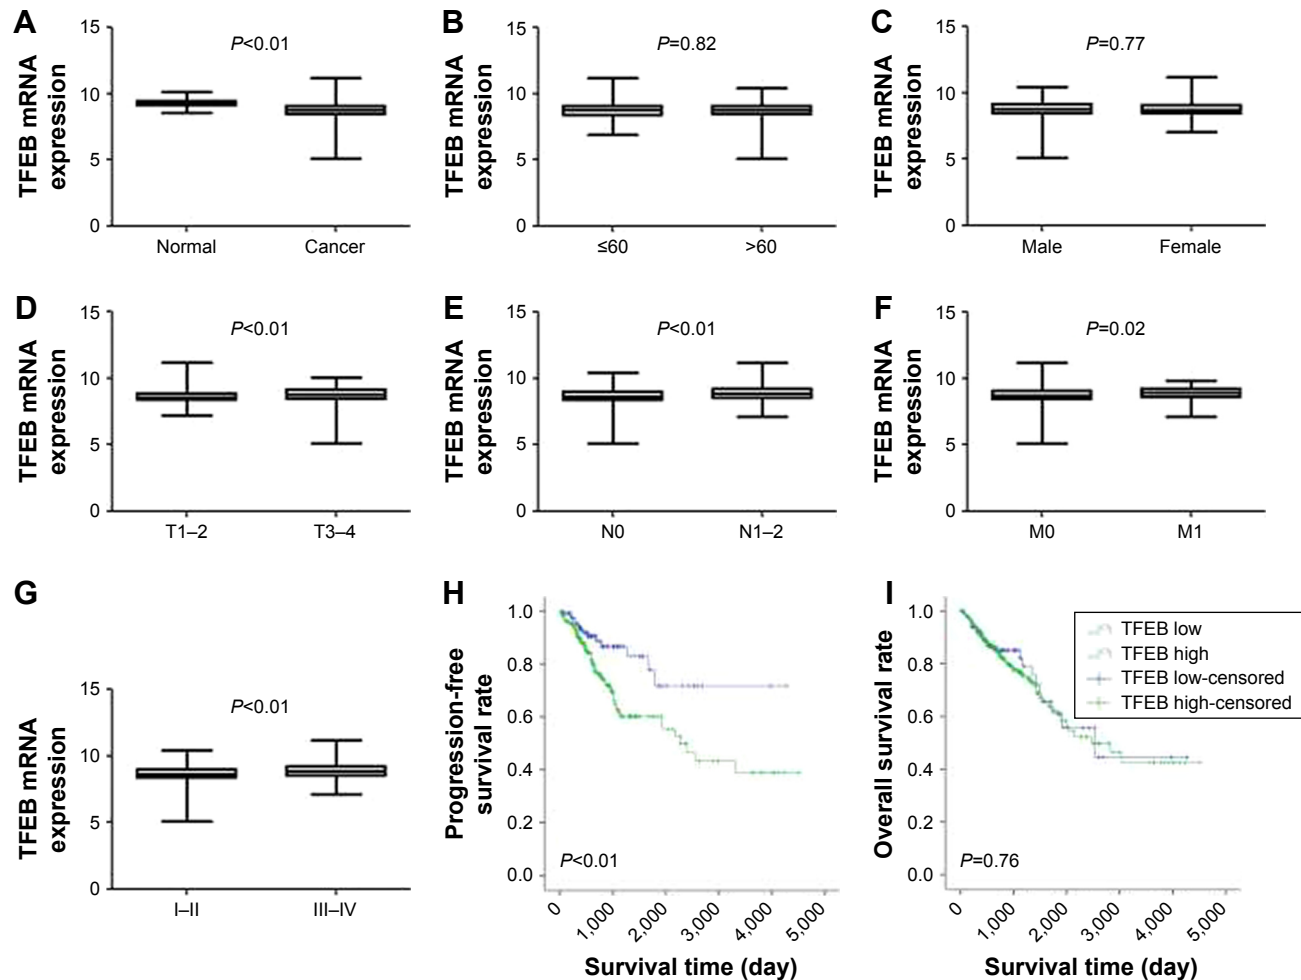 A
TFEB mRNA
expression
15
10
5
0
P<0.01
Normal
Cancer
B
TFEB mRNA
expression
15
10
5
0
P=0.82
≤60
>60
C
TFEB mRNA
expression
15
10
5
0
P=0.77
Male
Female
D
TFEB mRNA
expression
15
10
5
0
P<0.01
T1–2
T3–4
E
TFEB mRNA
expression
15
10
5
0
P<0.01
N0
N1–2
F
TFEB mRNA
expression
15
10
5
0
P=0.02
M0
M1
G
TFEB mRNA
expression
15
10
5
0
P<0.01
I–II
III–IV
H
Progression-free
survival rate
1.0
0.8
0.6
0.4
0.2
0.0
P<0.01
0
1,000
2,000
3,000
4,000
5,000
Survival time (day)
I
Overall survival rate
1.0
0.8
0.6
0.4
0.2
0.0
TFEB low
TFEB high
TFEB low-censored
TFEB high-censored
P=0.76
0
1,000
2,000
3,000
4,000
5,000
Survival time (day)